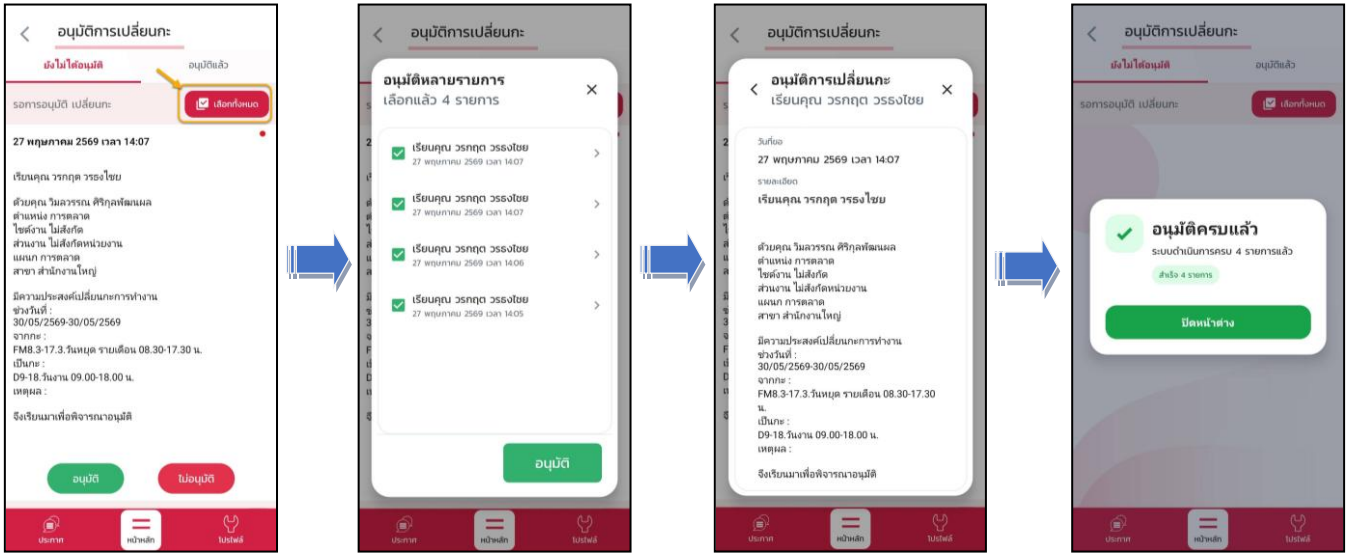 อนุมัติการเปลี่ยนกะ
ยังไม่ได้อนุมัติ
อนุมัติแล้ว
รอการอนุมัติ เปลี่ยนกะ
เลือกทั้งหมด
27 พฤษภาคม 2569 เวลา 14:07
เรียนคุณ วรกฤต วรธงไชย
ด้วยคุณ วิมลวรรณ ศิริกุลพัฒนผล
ตำแหน่ง การตลาด
ไซต์งาน ไม่สังกัด
ส่วนงาน ไม่สังกัดหน่วยงาน
แผนก การตลาด
สาขา สำนักงานใหญ่
มีความประสงค์เปลี่ยนกะการทำงาน
ช่วงวันที่ :
30/05/2569-30/05/2569
จากกะ :
FM8.3-17.3.วันหยุด รายเดือน 08.30-17.30 น.
เป็นกะ :
D9-18.วันงาน 09.00-18.00 น.
เหตุผล :
จึงเรียนมาเพื่อพิจารณาอนุมัติ
อนุมัติ
ไม่อนุมัติ
ประกาศ
หน้าหลัก
โปรไฟล์
อนุมัติการเปลี่ยนกะ
อนุมัติหลายรายการ
เลือกแล้ว 4 รายการ
เรียนคุณ วรกฤต วรธงไชย
27 พฤษภาคม 2569 เวลา 14:07
เรียนคุณ วรกฤต วรธงไชย
27 พฤษภาคม 2569 เวลา 14:07
เรียนคุณ วรกฤต วรธงไชย
27 พฤษภาคม 2569 เวลา 14:06
เรียนคุณ วรกฤต วรธงไชย
27 พฤษภาคม 2569 เวลา 14:05
อนุมัติ
ประกาศ
หน้าหลัก
โปรไฟล์
อนุมัติการเปลี่ยนกะ
อนุมัติการเปลี่ยนกะ
เรียนคุณ วรกฤต วรธงไชย
วันที่ขอ
27 พฤษภาคม 2569 เวลา 14:07
รายละเอียด
เรียนคุณ วรกฤต วรธงไชย
ด้วยคุณ วิมลวรรณ ศิริกุลพัฒนผล
ตำแหน่ง การตลาด
ไซต์งาน ไม่สังกัด
ส่วนงาน ไม่สังกัดหน่วยงาน
แผนก การตลาด
สาขา สำนักงานใหญ่
มีความประสงค์เปลี่ยนกะการทำงาน
ช่วงวันที่ :
30/05/2569-30/05/2569
จากกะ :
FM8.3-17.3.วันหยุด รายเดือน 08.30-17.30
น.
เป็นกะ :
D9-18.วันงาน 09.00-18.00 น.
เหตุผล :
จึงเรียนมาเพื่อพิจารณาอนุมัติ
ประกาศ
หน้าหลัก
โปรไฟล์
อนุมัติการเปลี่ยนกะ
ยังไม่ได้อนุมัติ
อนุมัติแล้ว
รอการอนุมัติ เปลี่ยนกะ
เลือกทั้งหมด
อนุมัติครบแล้ว
ระบบดำเนินการครบ 4 รายการแล้ว
สำเร็จ 4 รายการ
ปิดหน้าต่าง
ประกาศ
หน้าหลัก
โปรไฟล์